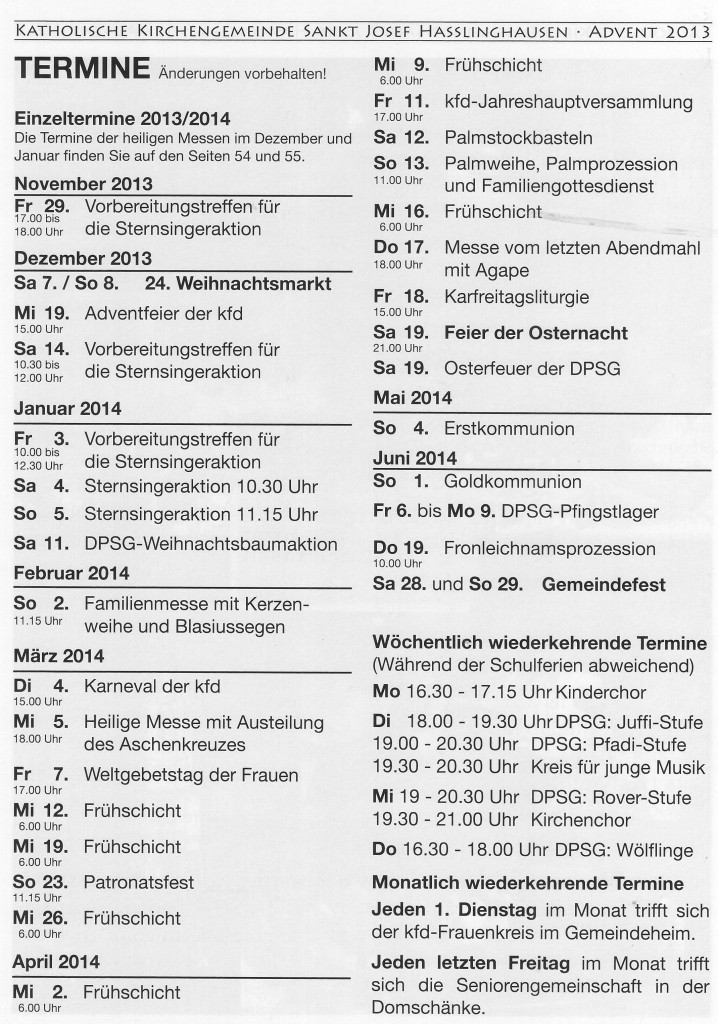 KATHOLISCHE KIRCHENGEMEINDE SANKT JOSEF HASSLINGHAUSEN · ADVENT 2013
TERMINE Änderungen vorbehalten!
Einzeltermine 2013/2014
Die Termine der heiligen Messen im Dezember und
Januar finden Sie auf den Seiten 54 und 55.
November 2013
Fr 29. Vorbereitungstreffen für
17.00 bis
18.00 Uhr die Sternsingeraktion
Dezember 2013
Sa 7. / So 8. 24. Weihnachtsmarkt
Mi 19. Adventfeier der kfd
15.00 Uhr
Sa 14. Vorbereitungstreffen für
10.30 bis
12.00 Uhr die Sternsingeraktion
Januar 2014
Fr 3. Vorbereitungstreffen für
10.00 bis
12.30 Uhr die Sternsingeraktion
Sa 4. Sternsingeraktion 10.30 Uhr
So 5. Sternsingeraktion 11.15 Uhr
Sa 11. DPSG-Weihnachtsbaumaktion
Februar 2014
So 2. Familienmesse mit Kerzen-
11.15 Uhr weihe und Blasiussegen
März 2014
Di 4. Karneval der kfd
15.00 Uhr
Mi 5. Heilige Messe mit Austeilung
18.00 Uhr des Aschenkreuzes
Fr 7. Weltgebetstag der Frauen
17.00 Uhr
Mi 12. Frühschicht
6.00 Uhr
Mi 19. Frühschicht
6.00 Uhr
So 23. Patronatsfest
11.15 Uhr
Mi 26. Frühschicht
6.00 Uhr
April 2014
Mi 2. Frühschicht
6.00 Uhr
Mi 9. Frühschicht
6.00 Uhr
Fr 11. kfd-Jahreshauptversammlung
17.00 Uhr
Sa 12. Palmstockbasteln
So 13. Palmweihe, Palmprozession
11.00 Uhr und Familiengottesdienst
Mi 16. Frühschicht
6.00 Uhr
Do 17. Messe vom letzten Abendmahl
18.00 Uhr mit Agape
Fr 18. Karfreitagsliturgie
15.00 Uhr
Sa 19. Feier der Osternacht
21.00 Uhr
Sa 19. Osterfeuer der DPSG
Mai 2014
So 4. Erstkommunion
Juni 2014
So 1. Goldkommunion
Fr 6. bis Mo 9. DPSG-Pfingstlager
Do 19. Fronleichnamsprozession
10.00 Uhr
Sa 28. und So 29. Gemeindefest
Wöchentlich wiederkehrende Termine
(Während der Schulferien abweichend)
Mo 16.30 - 17.15 Uhr Kinderchor
Di 18.00 - 19.30 Uhr DPSG: Juffi-Stufe
19.00 - 20.30 Uhr DPSG: Pfadi-Stufe
19.30 - 20.30 Uhr Kreis für junge Musik
Mi 19 - 20.30 Uhr DPSG: Rover-Stufe
19.30 - 21.00 Uhr Kirchenchor
Do 16.30 - 18.00 Uhr DPSG: Wölflinge
Monatlich wiederkehrende Termine
Jeden 1. Dienstag im Monat trifft sich
der kfd-Frauenkreis im Gemeindeheim.
Jeden letzten Freitag im Monat trifft
sich die Seniorengemeinschaft in der
Domschänke.